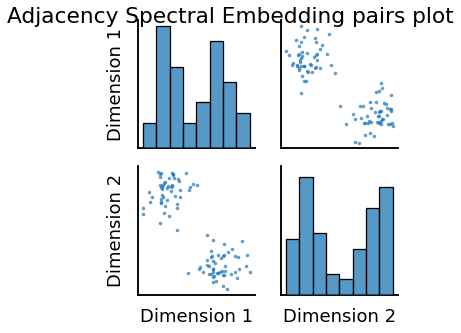 Adjacency Spectral Embedding pairs plot
Dimension 1
Dimension 2
Dimension 1
Dimension 2